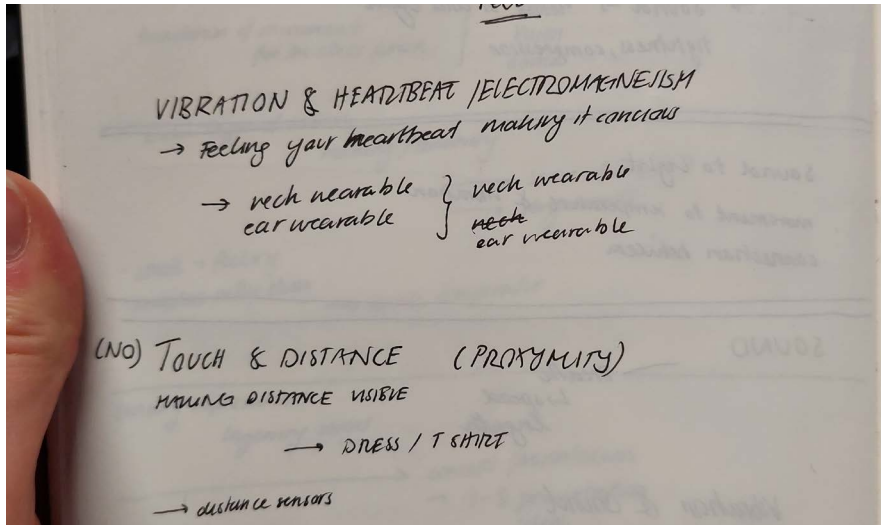 VIBRATION & HEARTBEAT / ELECTROMAGNESISM
→ Feeling your heartbeat making it concious
→ neck wearable } neck wearable
ear wearable } neck
ear wearable
(NO) TOUCH & DISTANCE (PROXYMITY)
MAKING DISTANCE VISIBLE
→ DRESS / T SHIRT
→ distance sensors